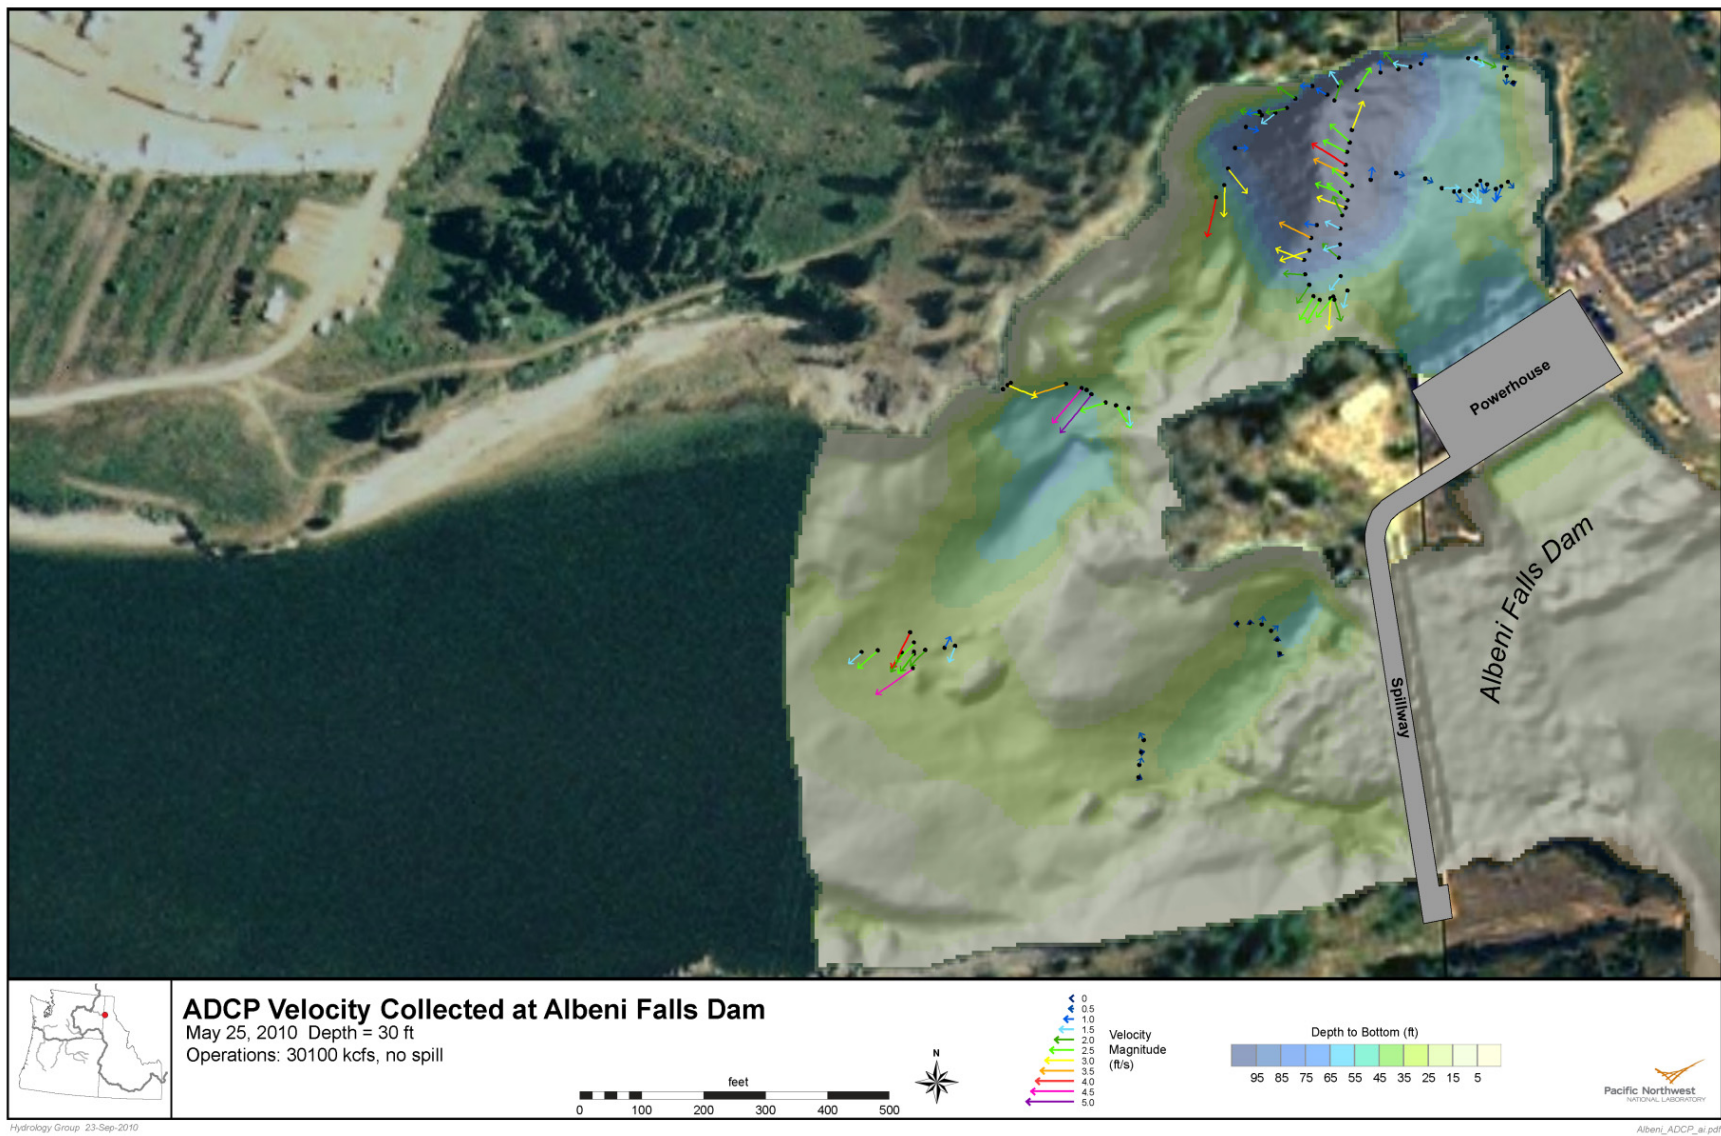 Powerhouse
Albeni Falls Dam
Spillway
ADCP Velocity Collected at Albeni Falls Dam
May 25, 2010 Depth = 30 ft
Operations: 30100 kcfs, no spill
feet
0 100 200 300 400 500
N
0
0.5
1.0
1.5
2.0
2.5
3.0
3.5
4.0
4.5
5.0
Velocity
Magnitude
(ft/s)
Depth to Bottom (ft)
95 85 75 65 55 45 35 25 15 5
Pacific Northwest
NATIONAL LABORATORY
Hydrology Group 23-Sep-2010
Albeni_ADCP_ai.pdf